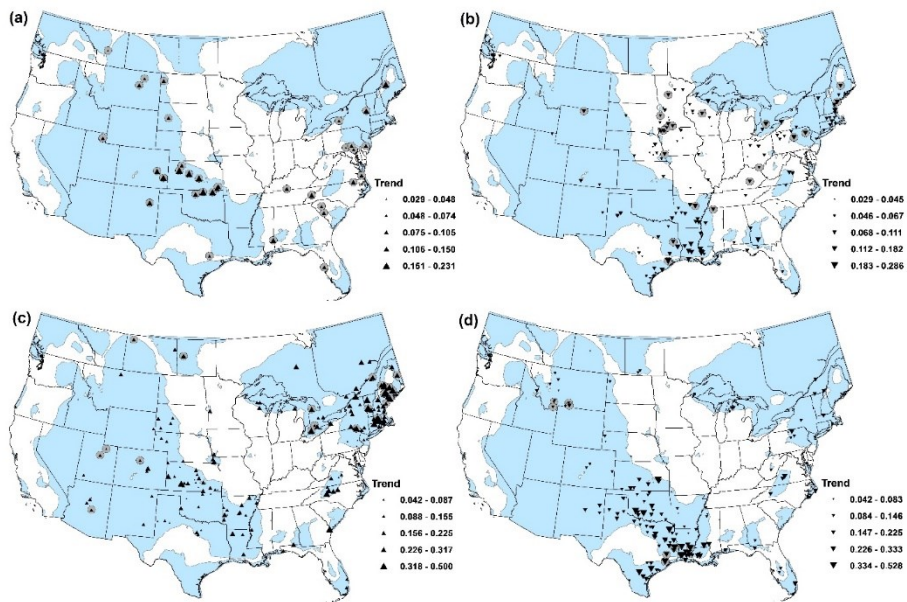 (a)
Trend
0.029 - 0.048
0.048 - 0.074
0.075 - 0.105
0.106 - 0.150
0.151 - 0.231
(b)
Trend
0.029 - 0.045
0.046 - 0.067
0.068 - 0.111
0.112 - 0.182
0.183 - 0.286
(c)
Trend
0.042 - 0.087
0.088 - 0.155
0.156 - 0.225
0.226 - 0.317
0.318 - 0.500
(d)
Trend
0.042 - 0.083
0.084 - 0.146
0.147 - 0.225
0.226 - 0.333
0.334 - 0.528